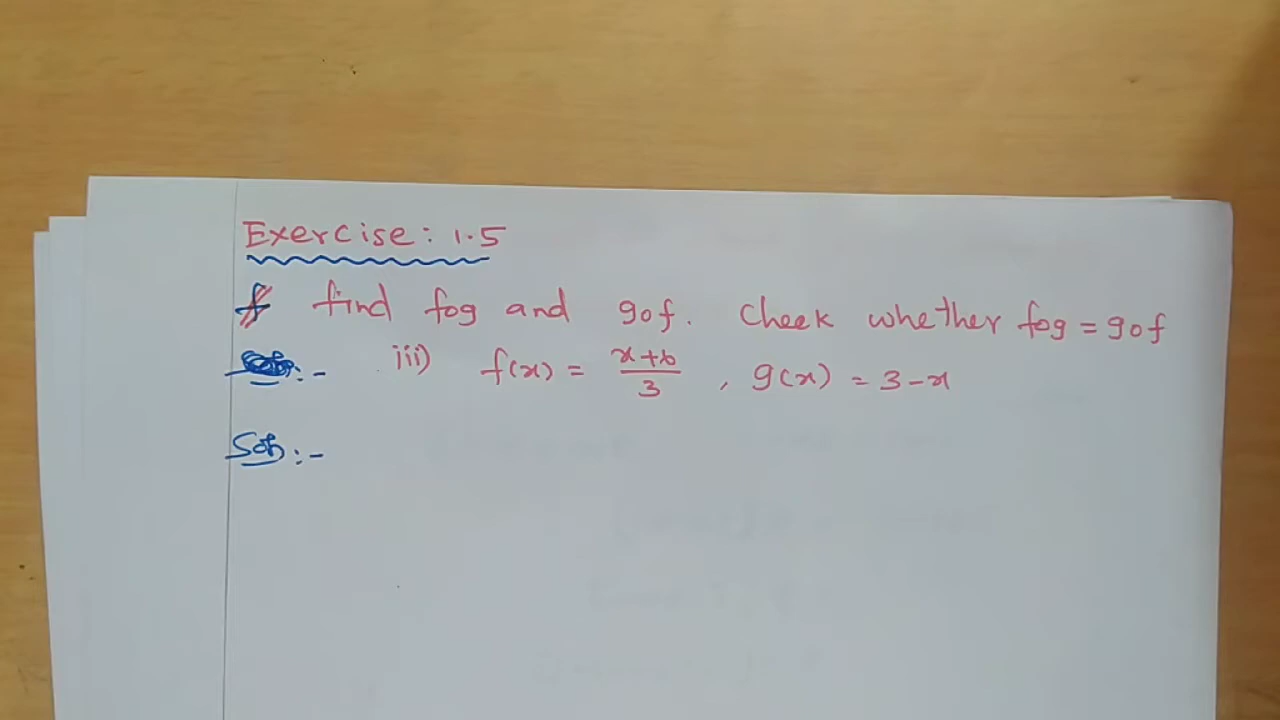 Exercise: 1.5
find fog and gof. Check whether fog = gof
iii) f(x) = x+6/3, g(x) = 3-x
Sol:-